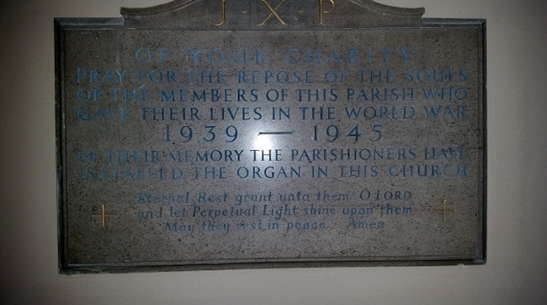 J X P
OF YOUR CHARITY
PRAY FOR THE REPOSE OF THE SOULS
OF THE MEMBERS OF THIS PARISH WHO
GAVE THEIR LIVES IN THE WORLD WAR
1939 — 1945
THEIR MEMORY THE PARISHIONERS HAVE
INSTALLED THE ORGAN IN THIS CHURCH
Eternal Rest grant unto them O LORD
and let Perpetual Light shine upon them
May they rest in peace. Amen